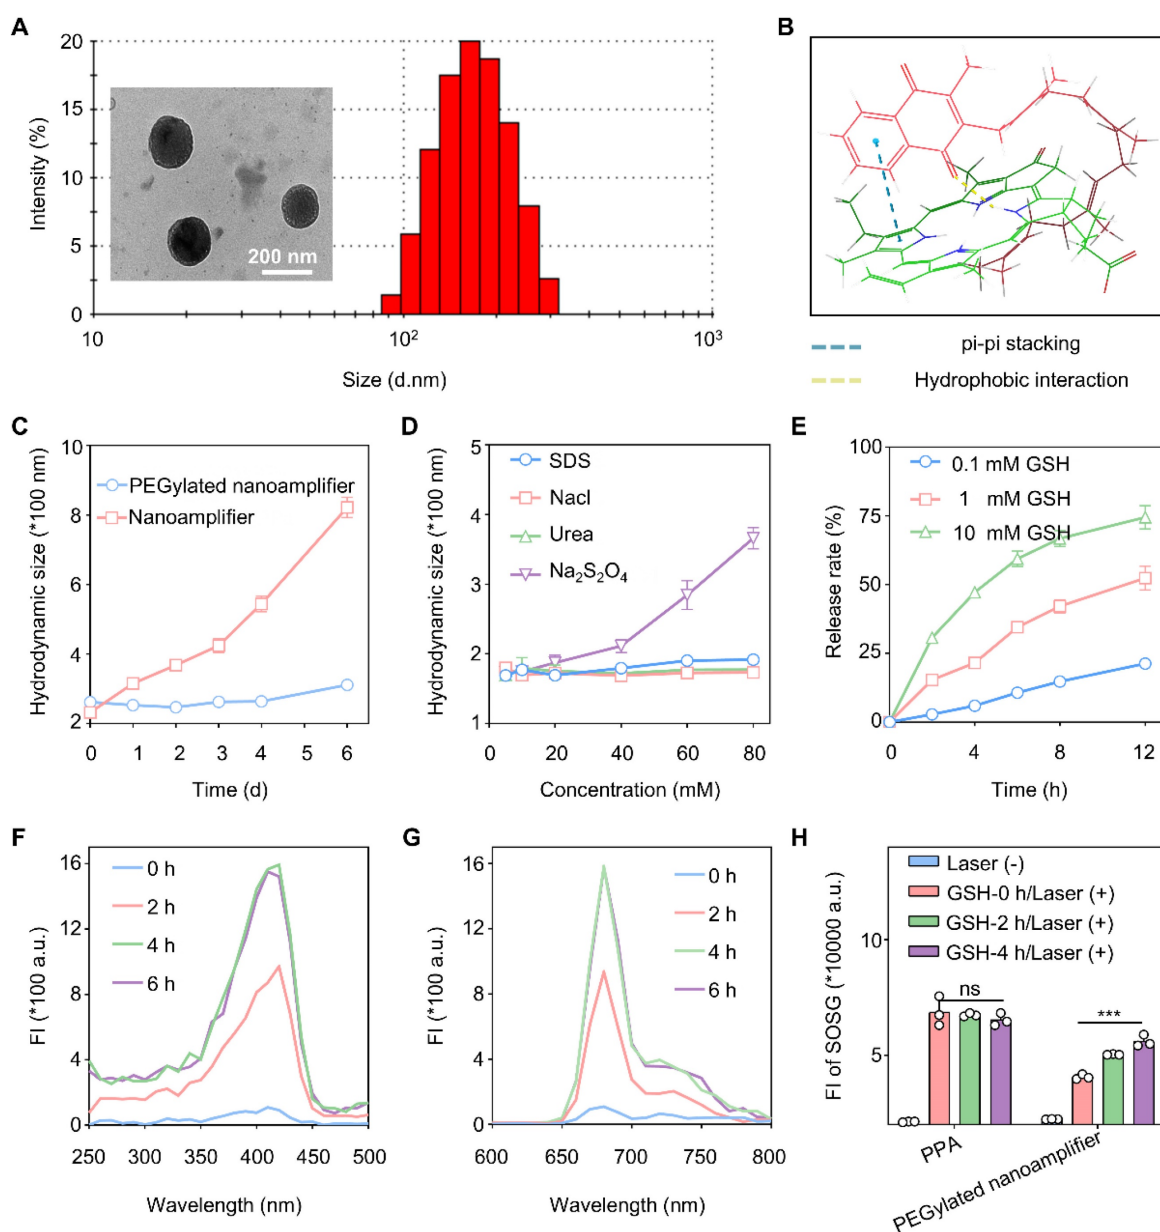 A
Intensity (%)
20
15
10
5
0
200 nm
10
10²
10³
Size (d.nm)
B
pi-pi stacking
Hydrophobic interaction
C
Hydrodynamic size (*100 nm)
10
8
6
4
2
PEGylated nanoamplifier
Nanoamplifier
0 1 2 3 4 5 6
Time (d)
D
Hydrodynamic size (*100 nm)
5
4
3
2
1
SDS
Nacl
Urea
Na₂S₂O₄
0 20 40 60 80
Concentration (mM)
E
Release rate (%)
100
75
50
25
0
0.1 mM GSH
1 mM GSH
10 mM GSH
0 4 8 12
Time (h)
F
FI (*100 a.u.)
16
12
8
4
0
0 h
2 h
4 h
6 h
250 300 350 400 450 500
Wavelength (nm)
G
FI (*100 a.u.)
16
12
8
4
0
0 h
2 h
4 h
6 h
600 650 700 750 800
Wavelength (nm)
H
FI of SOSG (*10000 a.u.)
10
5
Laser (-)
GSH-0 h/Laser (+)
GSH-2 h/Laser (+)
GSH-4 h/Laser (+)
ns
***
PPA
PEGylated nanoamplifier